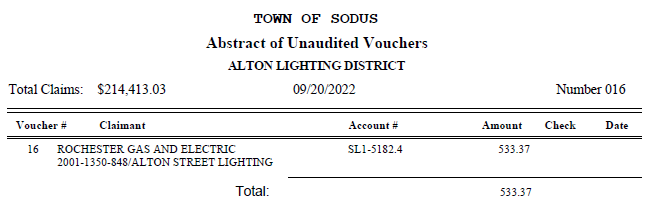 TOWN OF SODUS
Abstract of Unaudited Vouchers
ALTON LIGHTING DISTRICT
Total Claims: $214,413.03 09/20/2022 Number 016
Voucher # Claimant Account # Amount Check Date
16 ROCHESTER GAS AND ELECTRIC SL1-5182.4 533.37
2001-1350-848/ALTON STREET LIGHTING
Total: 533.37